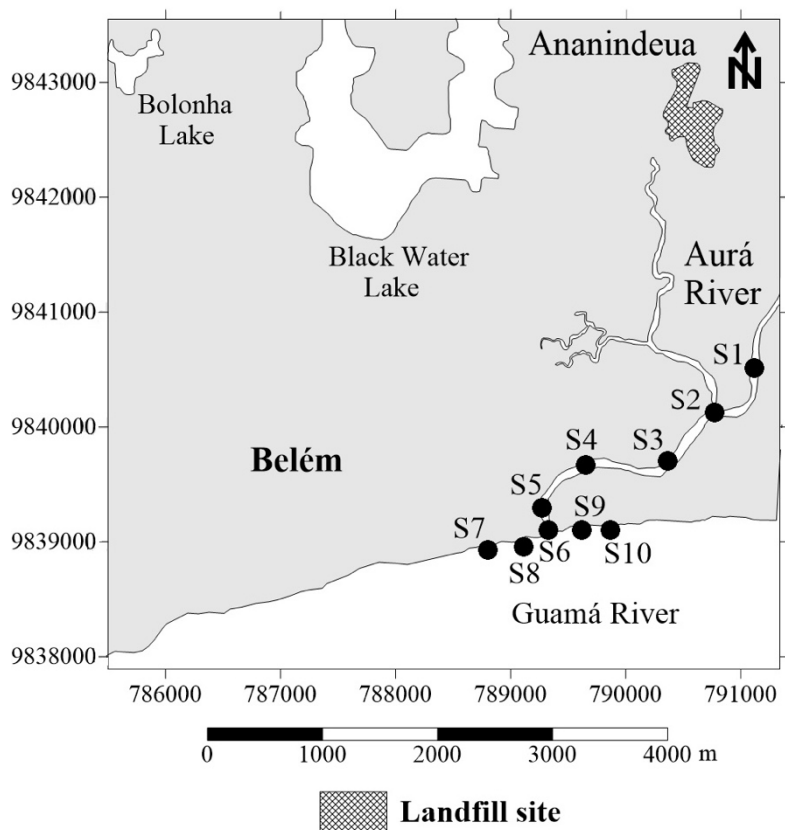 Ananindeua
N
9843000
Bolonha
Lake
9842000
Black Water
Lake
Aurá
River
9841000
S1
S2
9840000
Belém
S4
S3
S5
S9
S7
9839000
S6
S10
S8
Guamá River
9838000
786000 787000 788000 789000 790000 791000
0 1000 2000 3000 4000 m
Landfill site